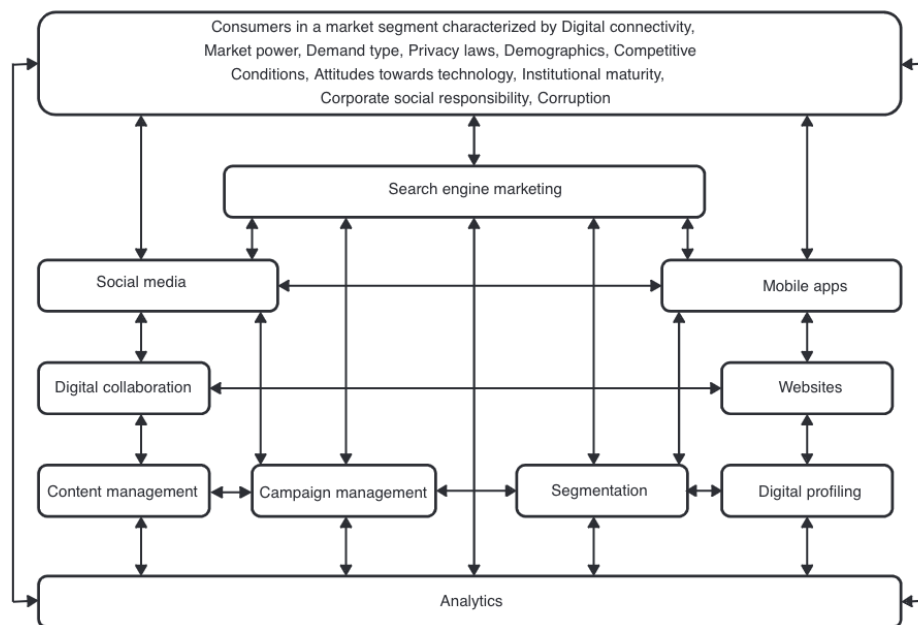 Consumers in a market segment characterized by Digital connectivity,
Market power, Demand type, Privacy laws, Demographics, Competitive
Conditions, Attitudes towards technology, Institutional maturity,
Corporate social responsibility, Corruption
Search engine marketing
Social media
Mobile apps
Digital collaboration
Websites
Content management
Campaign management
Segmentation
Digital profiling
Analytics